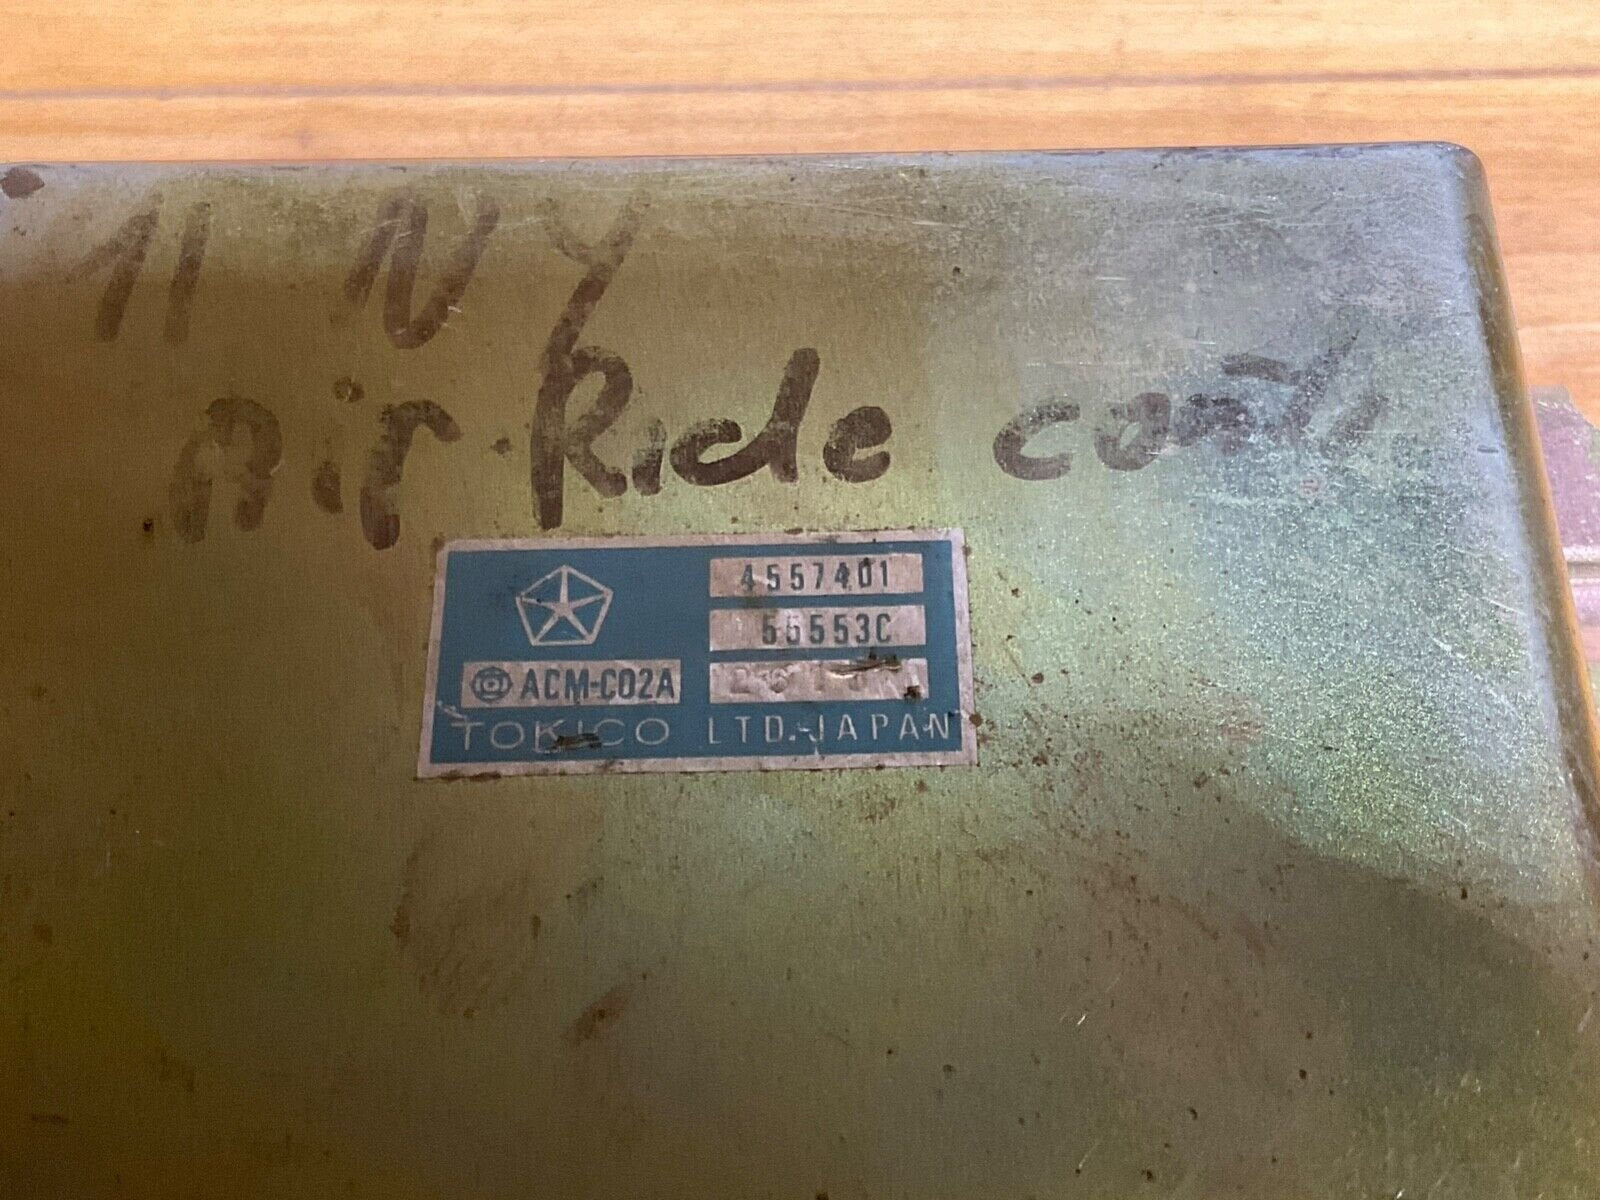 11 NY
Air Ride cont.
4557401
55553C
ACM-C02A
TOKICO LTD. JAPAN